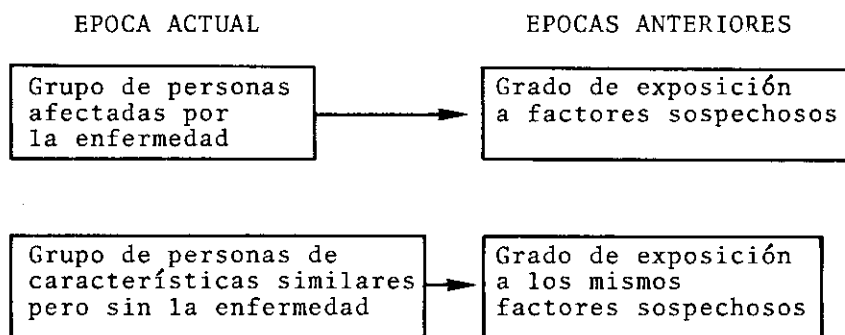 EPOCA ACTUAL
EPOCAS ANTERIORES
Grupo de personas
afectadas por
la enfermedad
Grado de exposición
a factores sospechosos
Grupo de personas de
características similares
pero sin la enfermedad
Grado de exposición
a los mismos
factores sospechosos